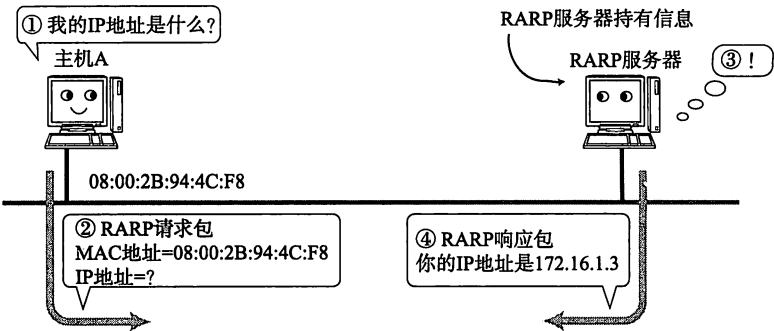 ① 我的IP地址是什么?
主机A
RARP服务器持有信息
RARP服务器
③ !
08:00:2B:94:4C:F8
② RARP请求包
MAC地址=08:00:2B:94:4C:F8
IP地址=?
④ RARP响应包
你的IP地址是172.16.1.3